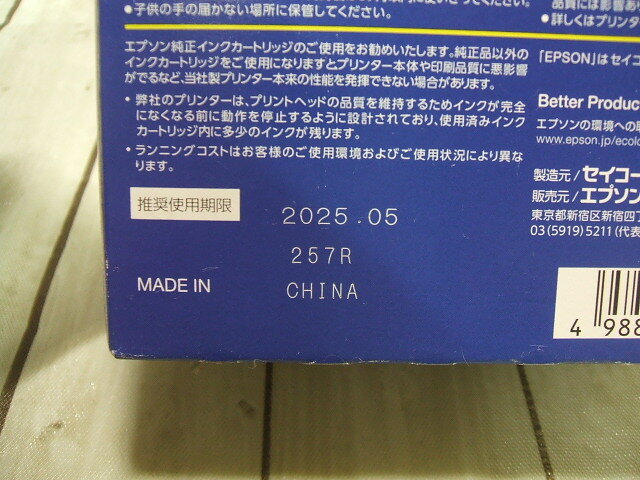 ●子供の手の届かない場所に保管してください。
エプソン純正インクカートリッジのご使用をお勧めいたします。純正品以外の
インクカートリッジをご使用になりますとプリンター本体や印刷品質に悪影響
がでるなど、当社製プリンター本来の性能を発揮できない場合があります。
・弊社のプリンターは、プリントヘッドの品質を維持するためインクが完全
になくなる前に動作を停止するように設計されており、使用済みインク
カートリッジ内に多少のインクが残ります。
・ランニングコストはお客様のご使用環境およびご使用状況により異な
ります。
推奨使用期限
2025.05
257R
MADE IN CHINA
品質には影響あ
●詳しくはプリン
「EPSON」はセイコ
Better Produc
エプソンの環境への
www.epson.jp/ecol
製造元/セイコー
販売元/エプソン
東京都新宿区新宿四丁
03(5919)5211(代表
4 988